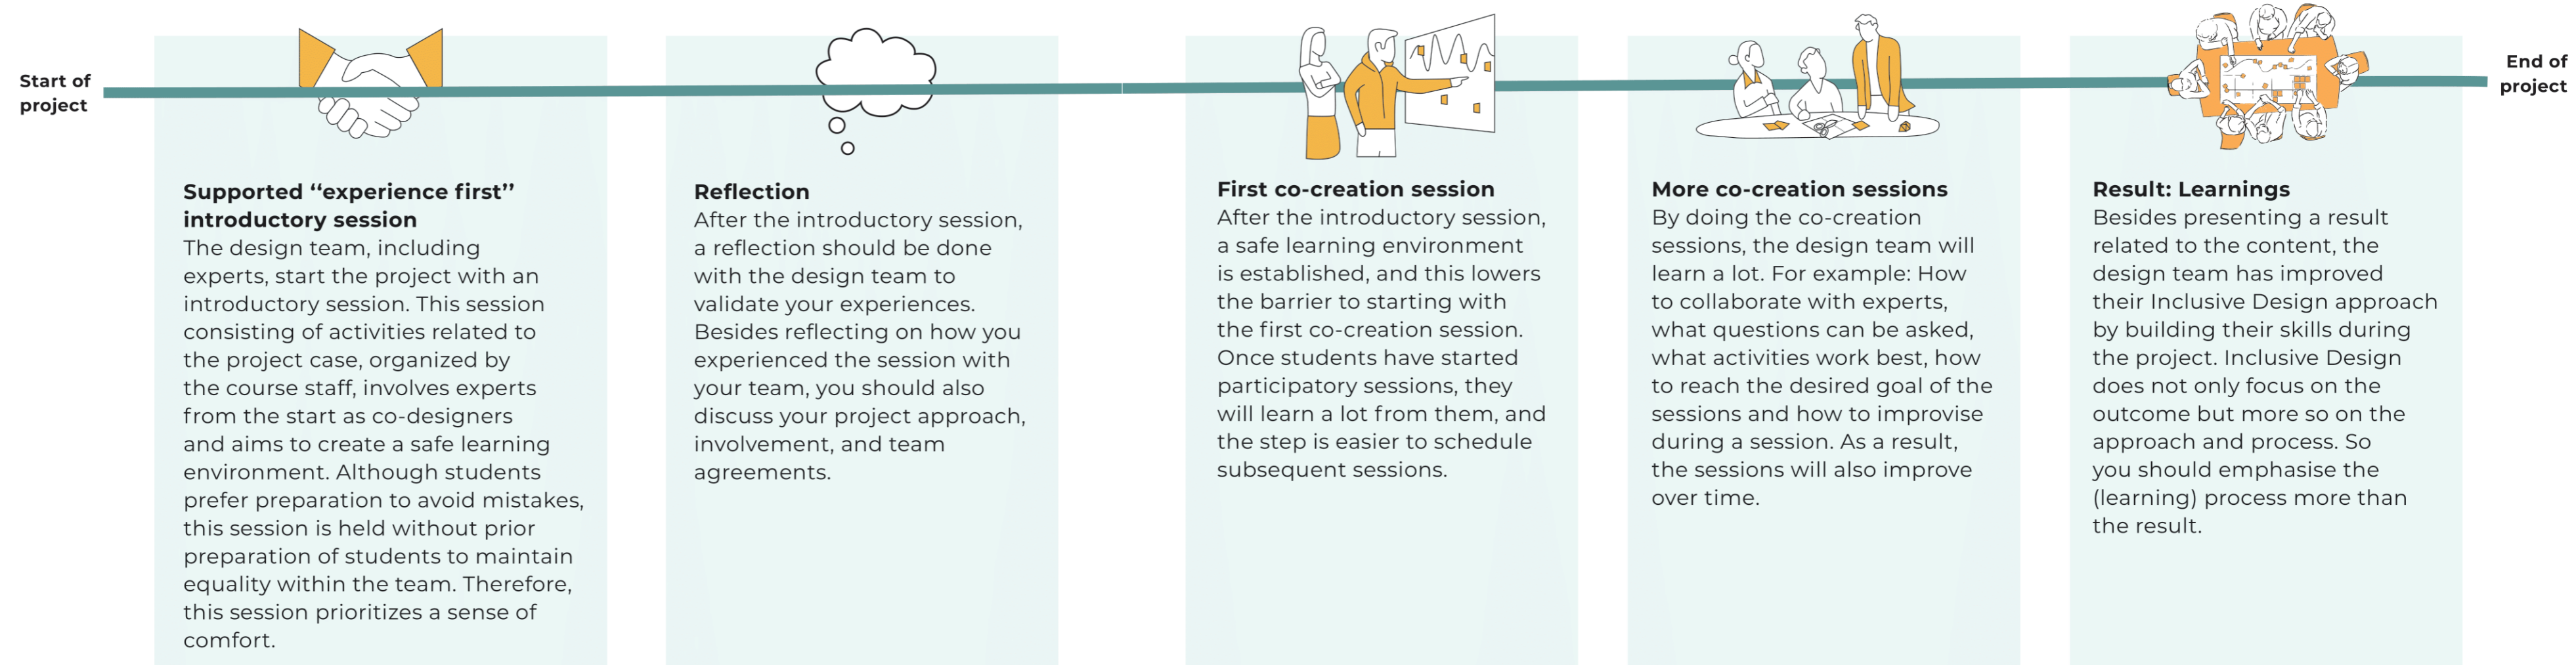 Start of
project
Supported “experience first”
introductory session
The design team, including
experts, start the project with an
introductory session. This session
consisting of activities related to
the project case, organized by
the course staff, involves experts
from the start as co-designers
and aims to create a safe learning
environment. Although students
prefer preparation to avoid mistakes,
this session is held without prior
preparation of students to maintain
equality within the team. Therefore,
this session prioritizes a sense of
comfort.
Reflection
After the introductory session,
a reflection should be done
with the design team to
validate your experiences.
Besides reflecting on how you
experienced the session with
your team, you should also
discuss your project approach,
involvement, and team
agreements.
First co-creation session
After the introductory session,
a safe learning environment
is established, and this lowers
the barrier to starting with
the first co-creation session.
Once students have started
participatory sessions, they
will learn a lot from them, and
the step is easier to schedule
subsequent sessions.
More co-creation sessions
By doing the co-creation
sessions, the design team will
learn a lot. For example: How
to collaborate with experts,
what questions can be asked,
what activities work best, how
to reach the desired goal of the
sessions and how to improvise
during a session. As a result,
the sessions will also improve
over time.
Result: Learnings
Besides presenting a result
related to the content, the
design team has improved
their Inclusive Design approach
by building their skills during
the project. Inclusive Design
does not only focus on the
outcome but more so on the
approach and process. So
you should emphasise the
(learning) process more than
the result.
End of
project